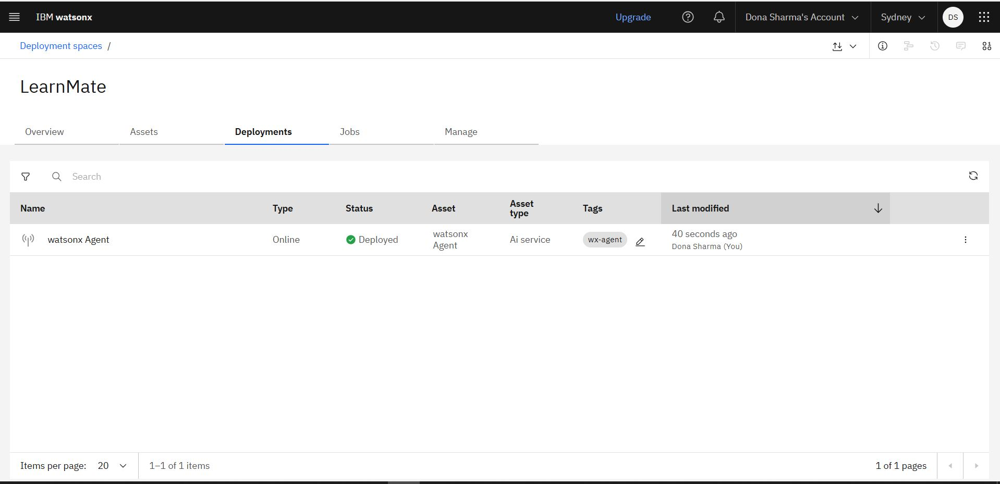 IBM watsonx
Upgrade
Dona Sharma's Account
Sydney
DS
Deployment spaces /
LearnMate
Overview
Assets
Deployments
Jobs
Manage
Search
Name
Type
Status
Asset
Asset
type
Tags
Last modified
watsonx Agent
Online
Deployed
watsonx
Agent
Ai service
wx-agent
40 seconds ago
Dona Sharma (You)
Items per page: 20
1–1 of 1 items
1 of 1 pages